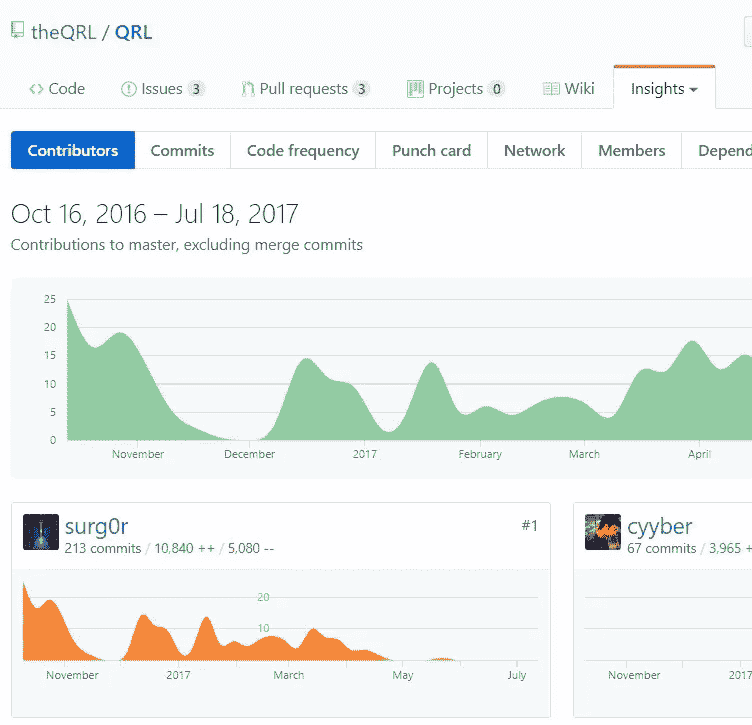 theQRL / QRL
Code Issues 3 Pull requests 3 Projects 0 Wiki Insights
Contributors Commits Code frequency Punch card Network Members Depend
Oct 16, 2016 – Jul 18, 2017
Contributions to master, excluding merge commits
25
20
15
10
5
0
November December 2017 February March April
surg0r #1
213 commits / 10,840 ++ / 5,080 --
20
10
November 2017 March May July
cyyber
67 commits / 3,965 +
November 2017